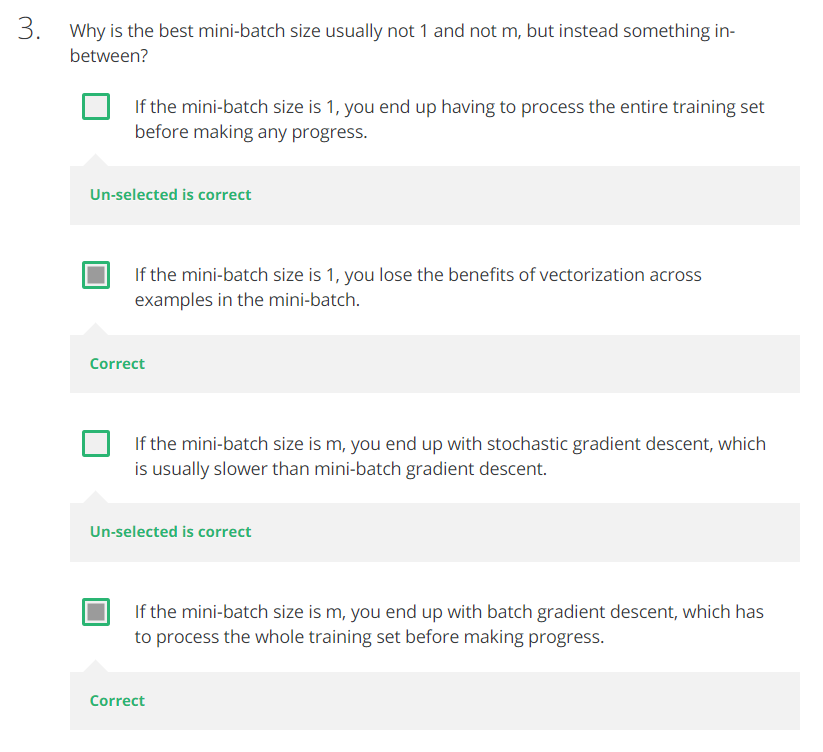 3.
Why is the best mini-batch size usually not 1 and not m, but instead something in-
between?
If the mini-batch size is 1, you end up having to process the entire training set
before making any progress.
Un-selected is correct
If the mini-batch size is 1, you lose the benefits of vectorization across
examples in the mini-batch.
Correct
If the mini-batch size is m, you end up with stochastic gradient descent, which
is usually slower than mini-batch gradient descent.
Un-selected is correct
If the mini-batch size is m, you end up with batch gradient descent, which has
to process the whole training set before making progress.
Correct